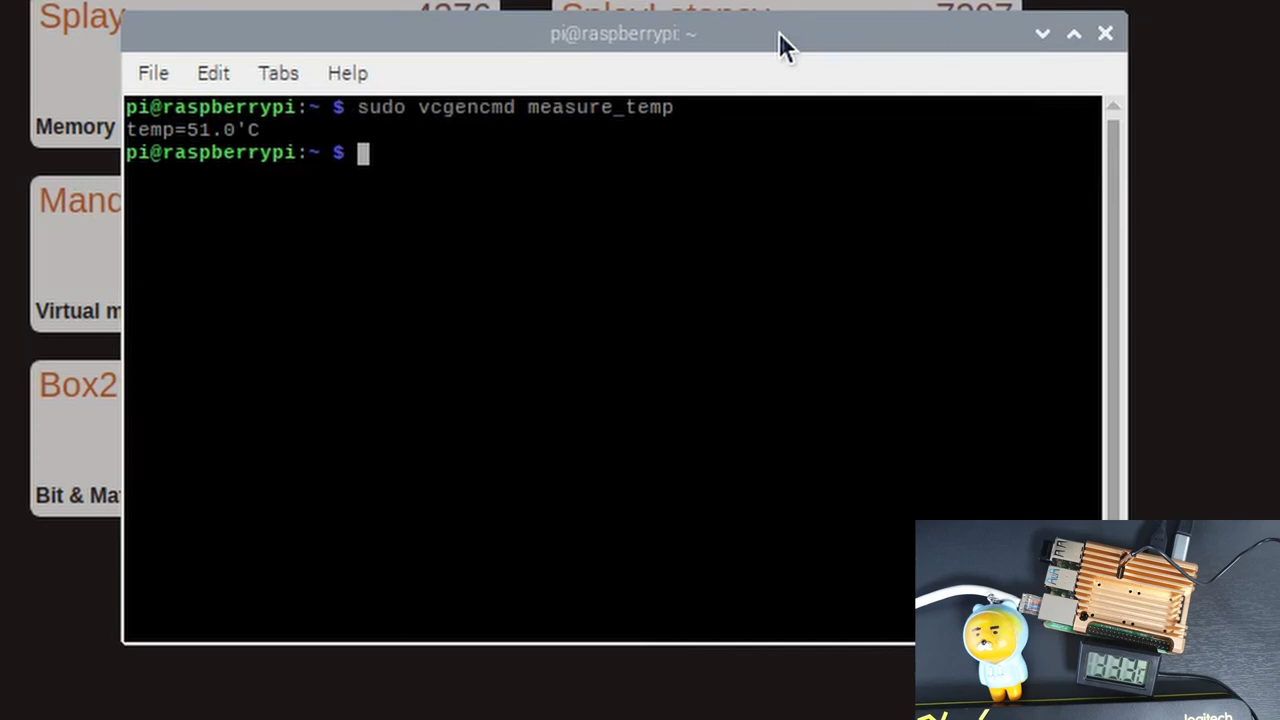 Splay
pi@raspberrypi: ~
File Edit Tabs Help
pi@raspberrypi:~ $ sudo vcgencmd measure_temp
temp=51.0'C
pi@raspberrypi:~ $
Memory
Mand
Virtual m
Box2
Bit & Ma
logitech